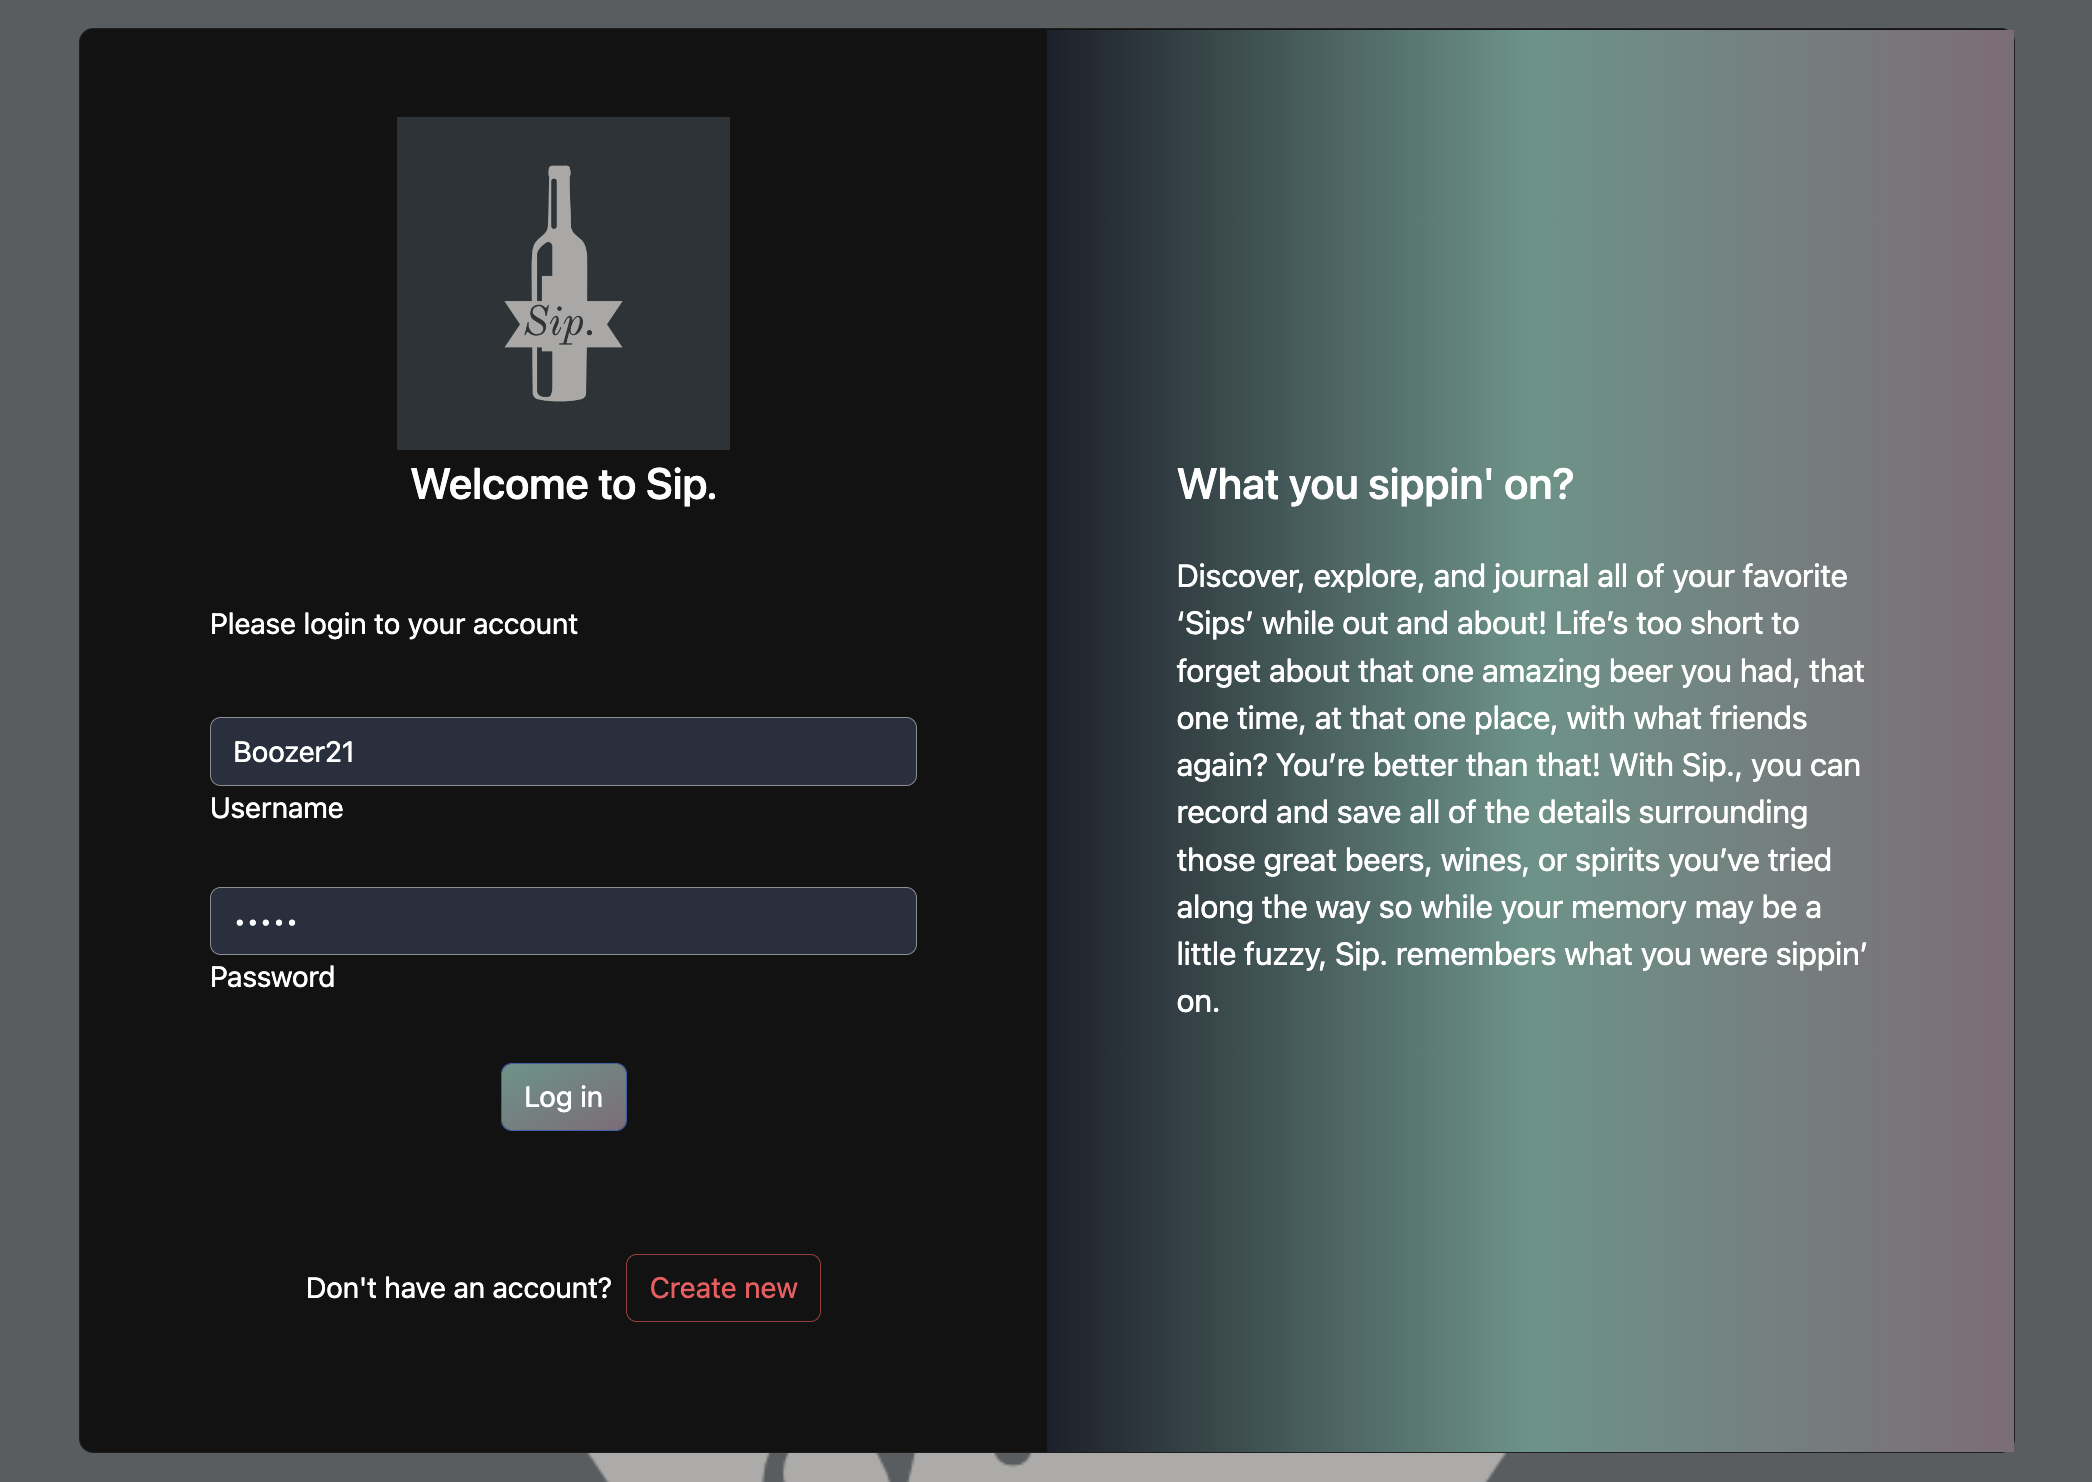 Sip.
Welcome to Sip.
Please login to your account
Boozer21
Username
•••••
Password
Log in
Don't have an account? Create new
What you sippin' on?
Discover, explore, and journal all of your favorite
‘Sips’ while out and about! Life’s too short to
forget about that one amazing beer you had, that
one time, at that one place, with what friends
again? You’re better than that! With Sip., you can
record and save all of the details surrounding
those great beers, wines, or spirits you’ve tried
along the way so while your memory may be a
little fuzzy, Sip. remembers what you were sippin’
on.